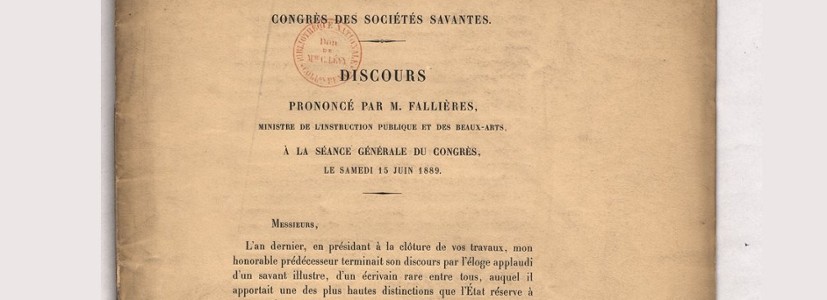 CONGRÈS DES SOCIÉTÉS SAVANTES.
BIBLIOTHÈQUE NATIONALE
DON
DISCOURS
PRONONCÉ PAR M. FALLIÈRES,
MINISTRE DE L'INSTRUCTION PUBLIQUE ET DES BEAUX-ARTS,
À LA SÉANCE GÉNÉRALE DU CONGRÈS,
LE SAMEDI 15 JUIN 1889.
MESSIEURS,
L'an dernier, en présidant à la clôture de vos travaux, mon
honorable prédécesseur terminait son discours par l'éloge applaudi
d'un savant illustre, d'un écrivain rare entre tous, auquel il
apportait une des plus hautes distinctions que l'État réserve à